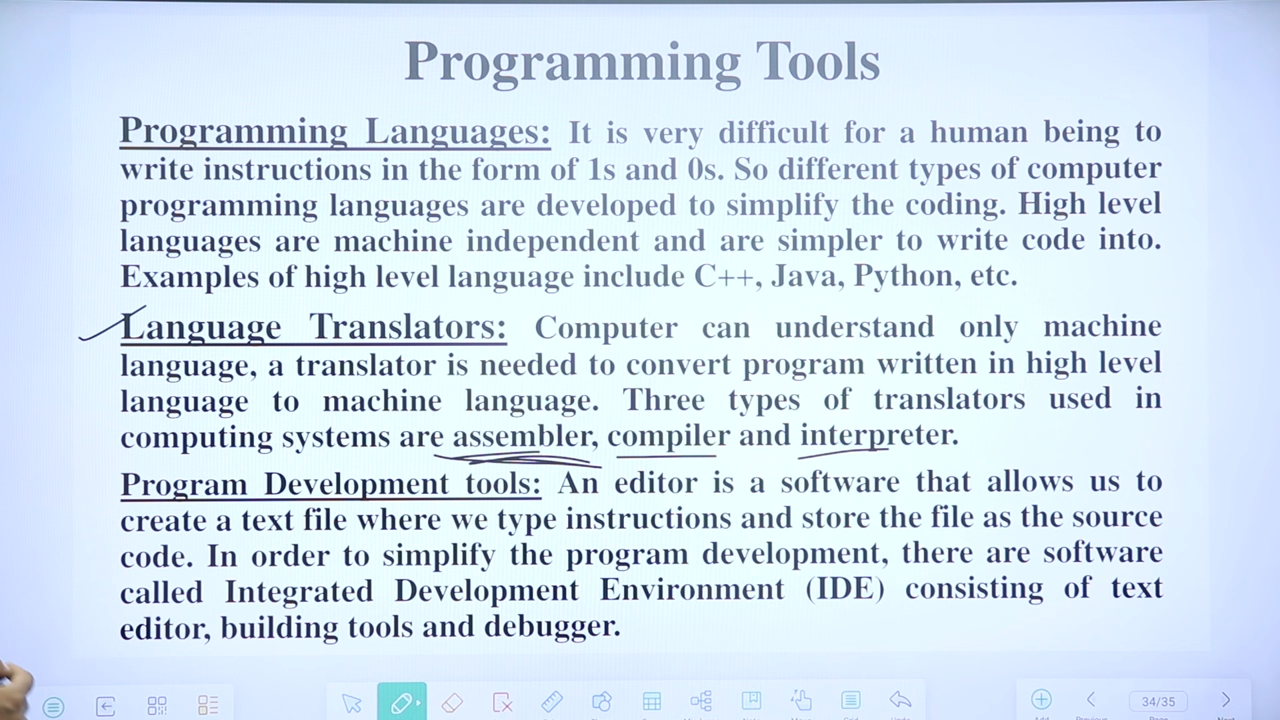 Programming Tools
Programming Languages: It is very difficult for a human being to
write instructions in the form of 1s and 0s. So different types of computer
programming languages are developed to simplify the coding. High level
languages are machine independent and are simpler to write code into.
Examples of high level language include C++, Java, Python, etc.
Language Translators: Computer can understand only machine
language, a translator is needed to convert program written in high level
language to machine language. Three types of translators used in
computing systems are assembler, compiler and interpreter.
Program Development tools: An editor is a software that allows us to
create a text file where we type instructions and store the file as the source
code. In order to simplify the program development, there are software
called Integrated Development Environment (IDE) consisting of text
editor, building tools and debugger.
34/35